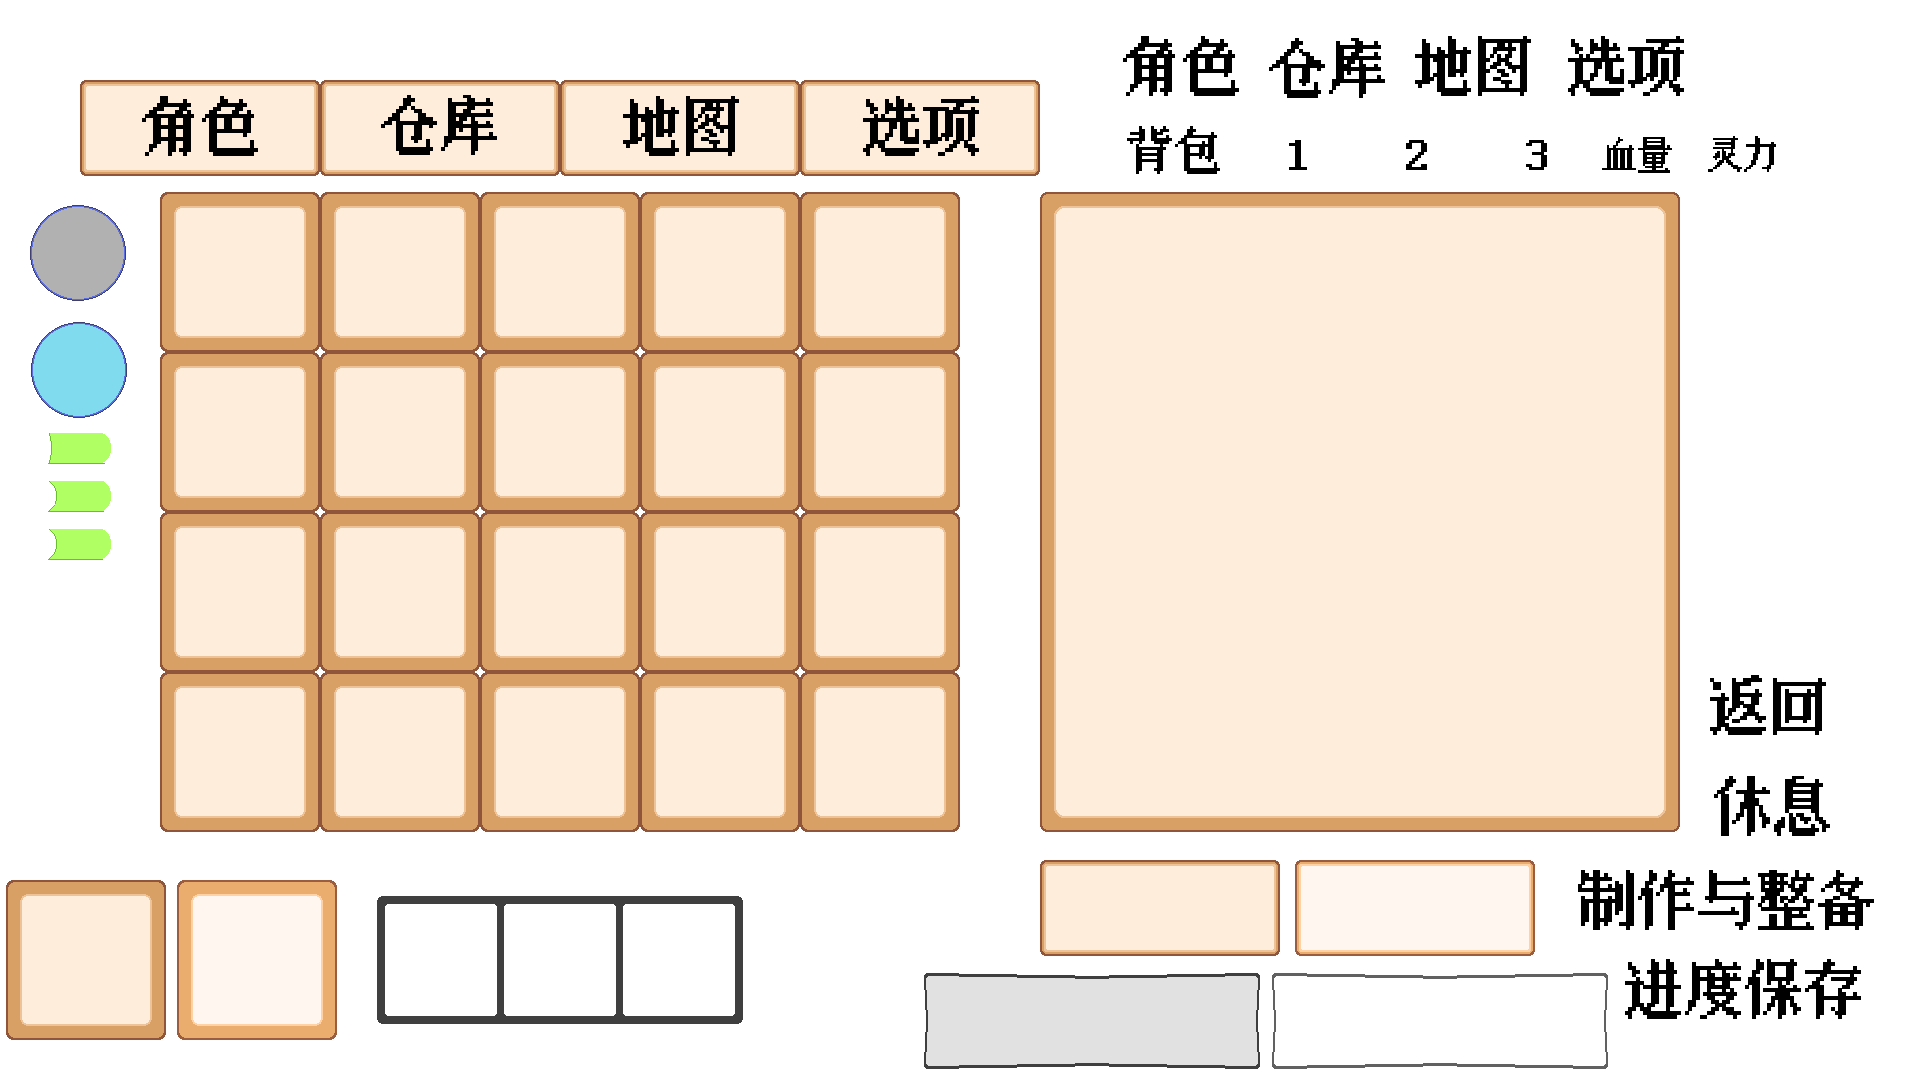 角色 仓库 地图 选项
角色 仓库 地图 选项
背包 1 2 3 血量 灵力
返回
休息
制作与整备
进度保存